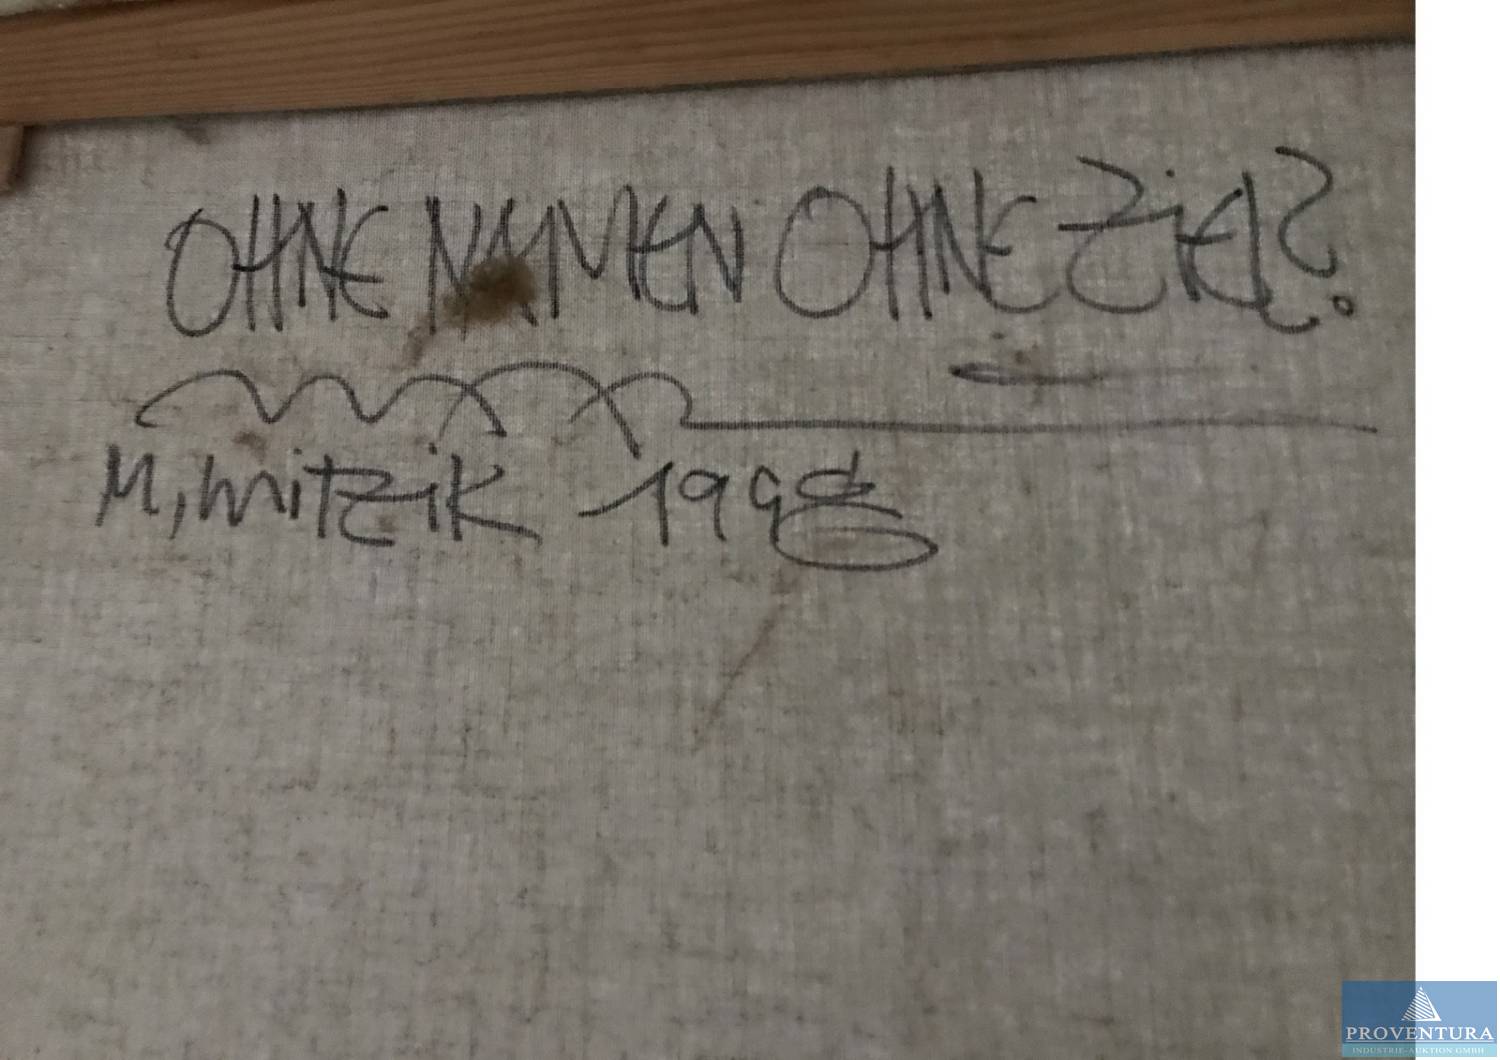 OHNE NAMEN OHNE ZiEL?
M, mitzik 1998
PROVENTURA
INDUSTRIE-AUKTION GMBH